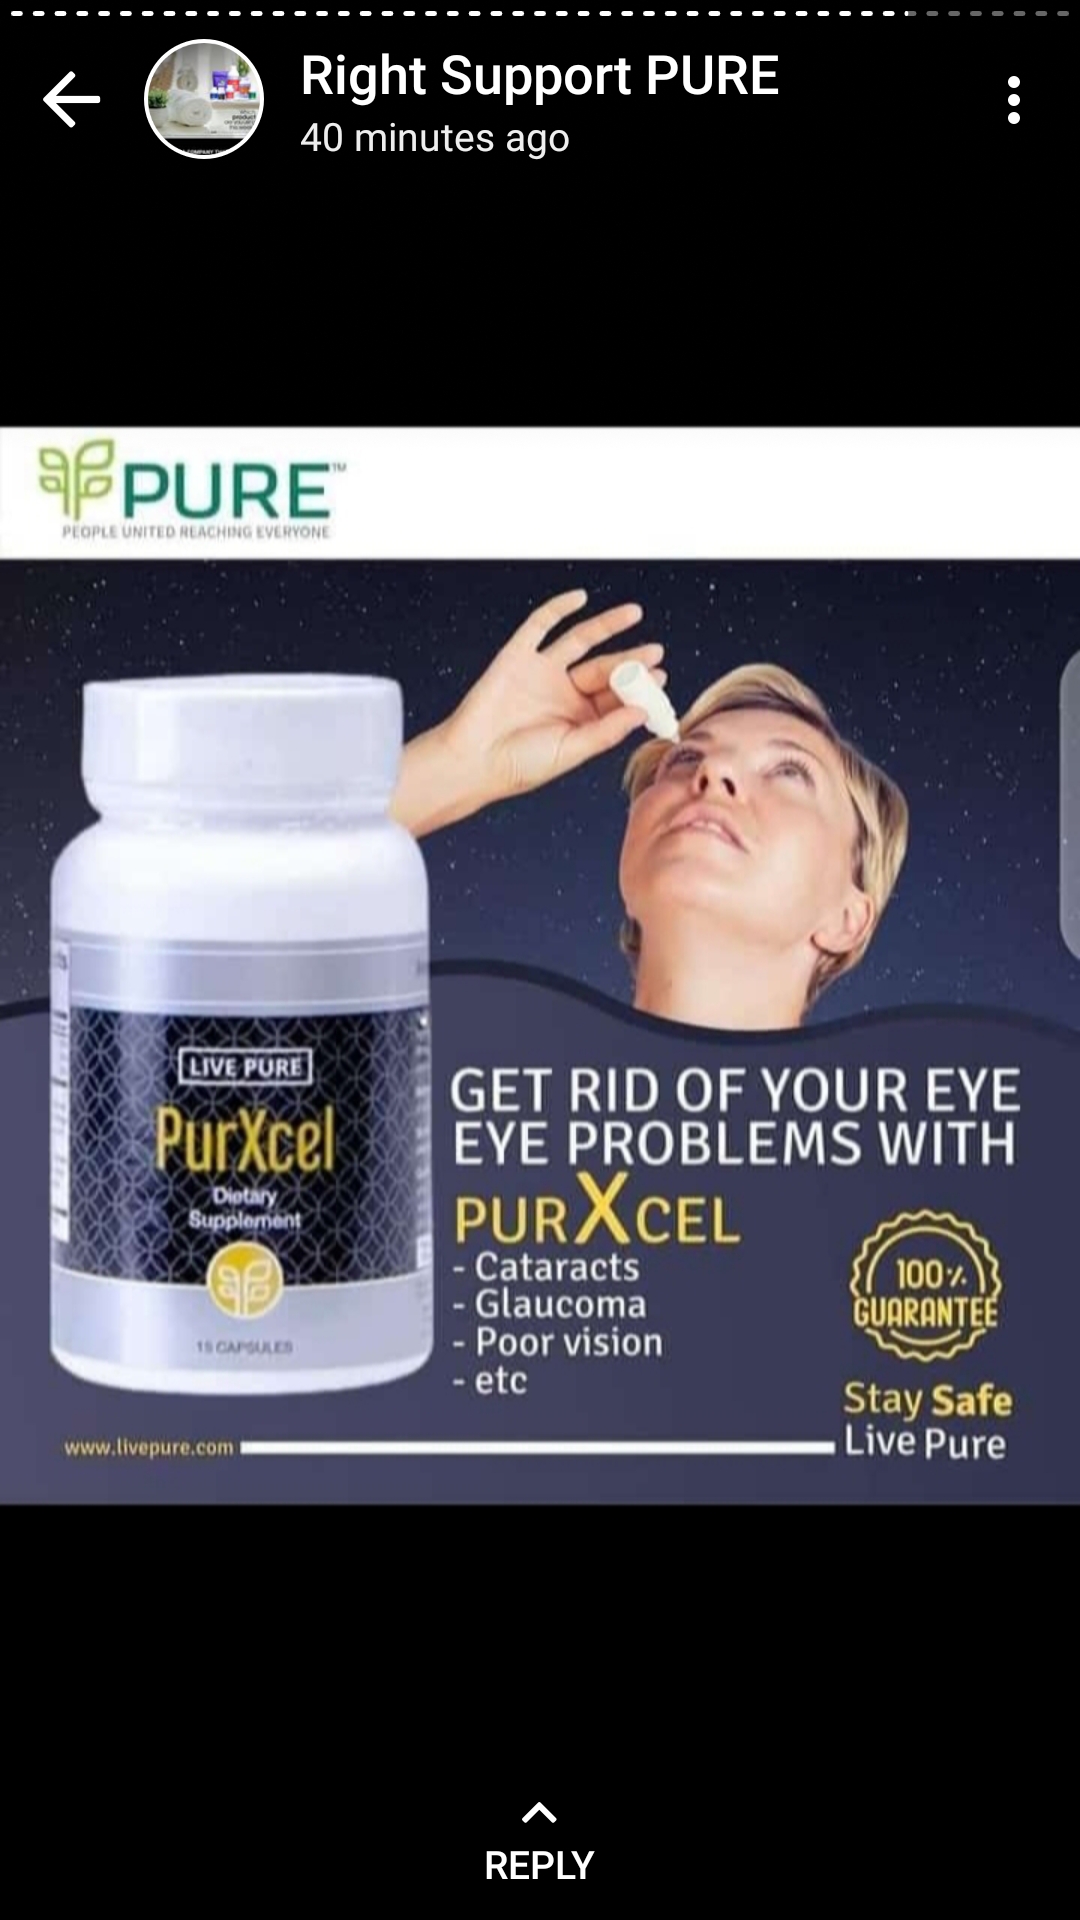 Right Support PURE
40 minutes ago
PURE™
PEOPLE UNITED REACHING EVERYONE
LIVE PURE
PurXcel
Dietary
Supplement
15 CAPSULES
GET RID OF YOUR EYE
EYE PROBLEMS WITH
PURXCEL
- Cataracts
- Glaucoma
- Poor vision
- etc
100%
GUARANTEE
Stay Safe
Live Pure
www.livepure.com
REPLY